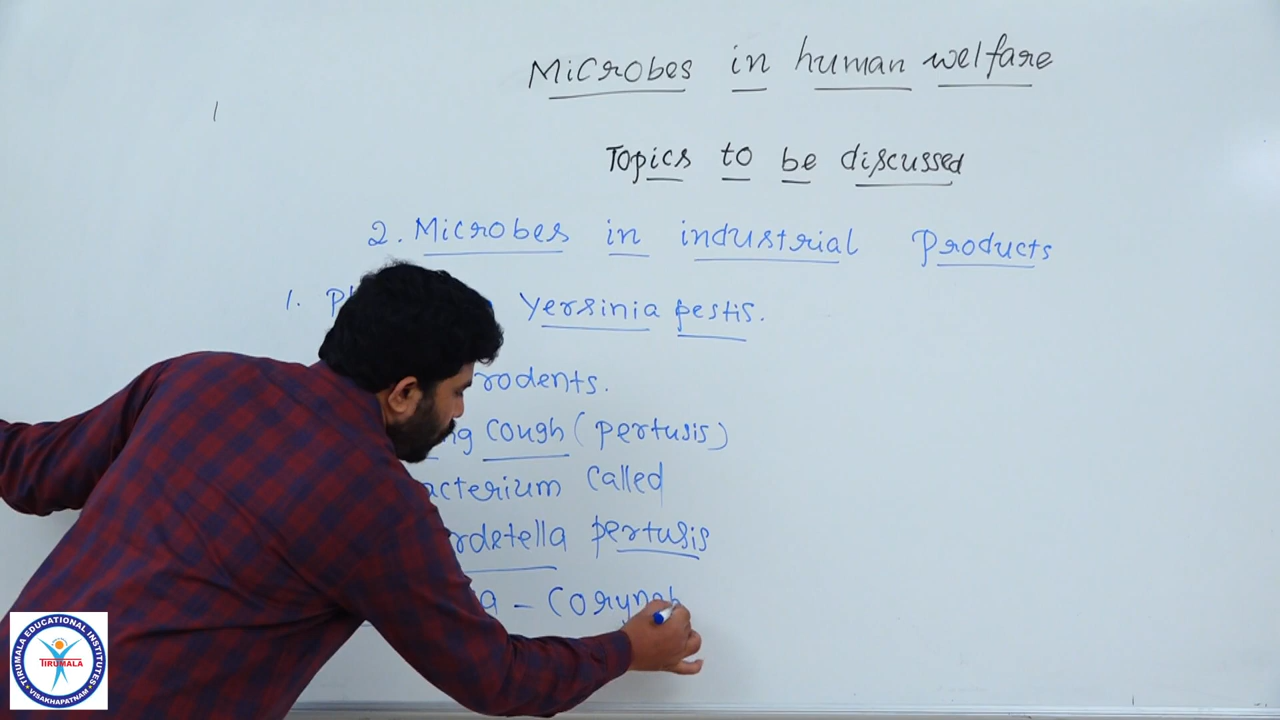 Microbes in human welfare
Topics to be discussed
2. Microbes in industrial Products
1. Yersinia pestis.
rodents.
cough (pertusis)
acterium called
rdetella pertusis
a - Coryneb
TIRUMALA EDUCATIONAL INSTITUTES
TIRUMALA
VISAKHAPATNAM